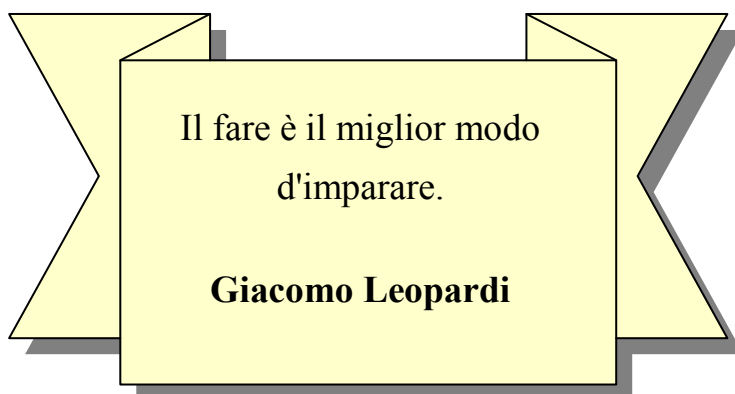 Il fare è il miglior modo
d'imparare.
Giacomo Leopardi